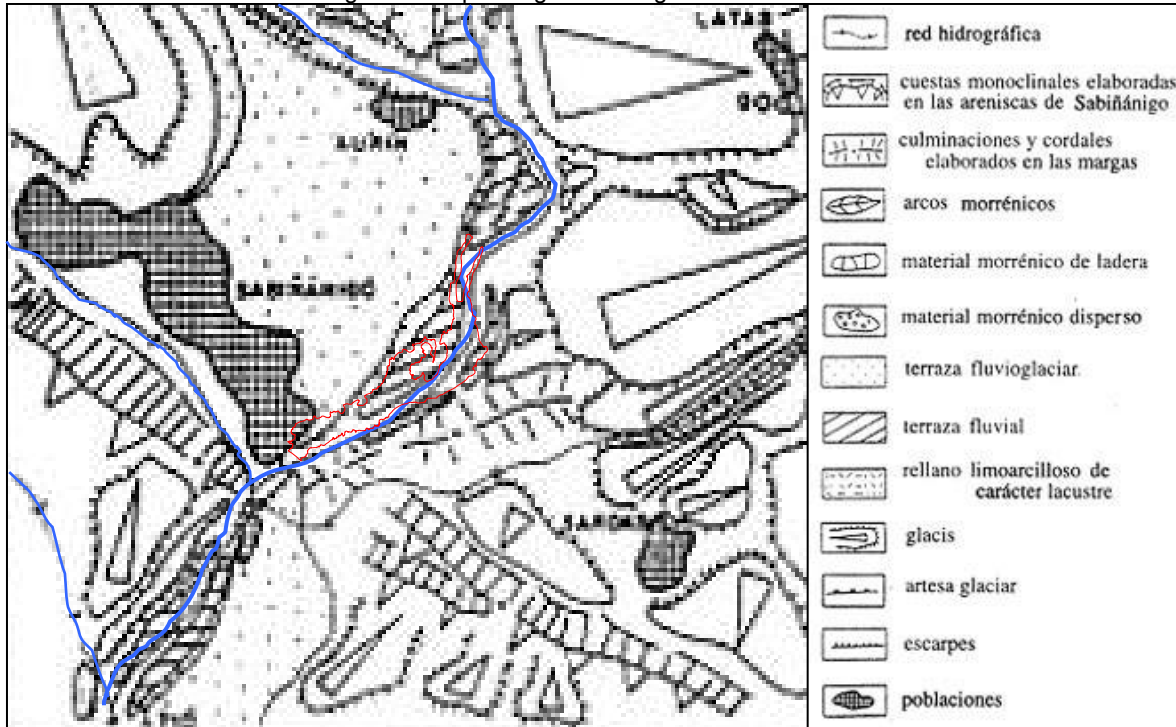 LATAS
900
AURIN
SABIÑÁNIGO
red hidrográfica
cuestas monoclinales elaboradas
en las areniscas de Sabiñánigo
culminaciones y cordales
elaborados en las margas
arcos morrénicos
material morrénico de ladera
material morrénico disperso
terraza fluvioglaciar.
terraza fluvial
rellano limoarcilloso de
carácter lacustre
glacis
artesa glaciar
escarpes
poblaciones